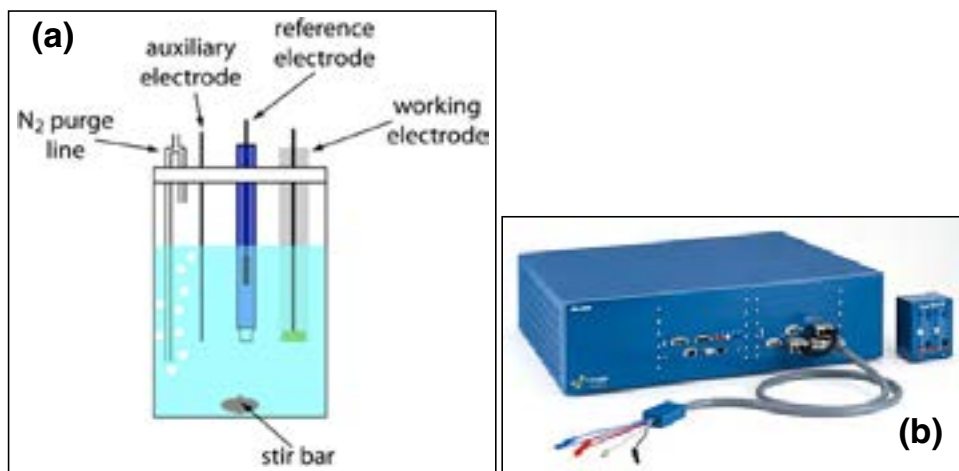 (a)
auxiliary
electrode
reference
electrode
N₂ purge
line
working
electrode
stir bar
(b)